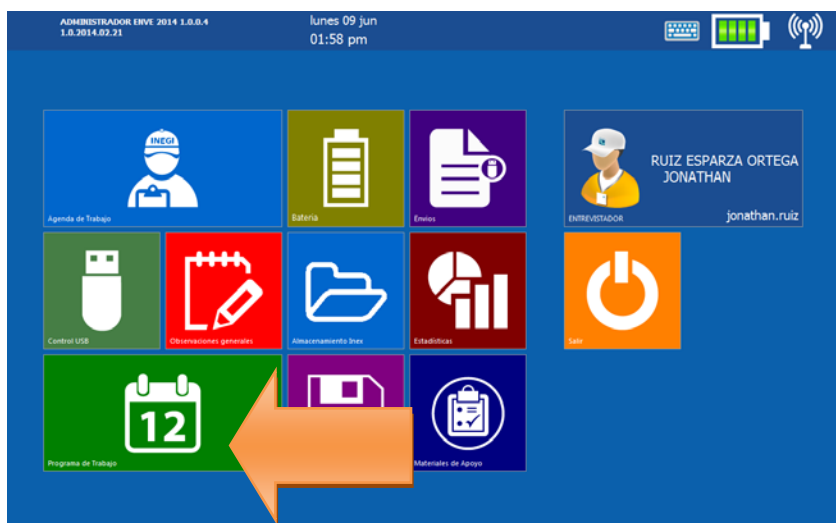 ADMINISTRADOR ENVE 2014 1.0.0.4
1.0.2014.02.21
lunes 09 jun
01:58 pm
INEGI
Agenda de Trabajo
Bateria
Envios
RUIZ ESPARZA ORTEGA
JONATHAN
ENTREVISTADOR
jonathan.ruiz
Control USB
Observaciones generales
Almacenamiento Inex
Estadísticas
Salir
12
Programa de Trabajo
Materiales de Apoyo